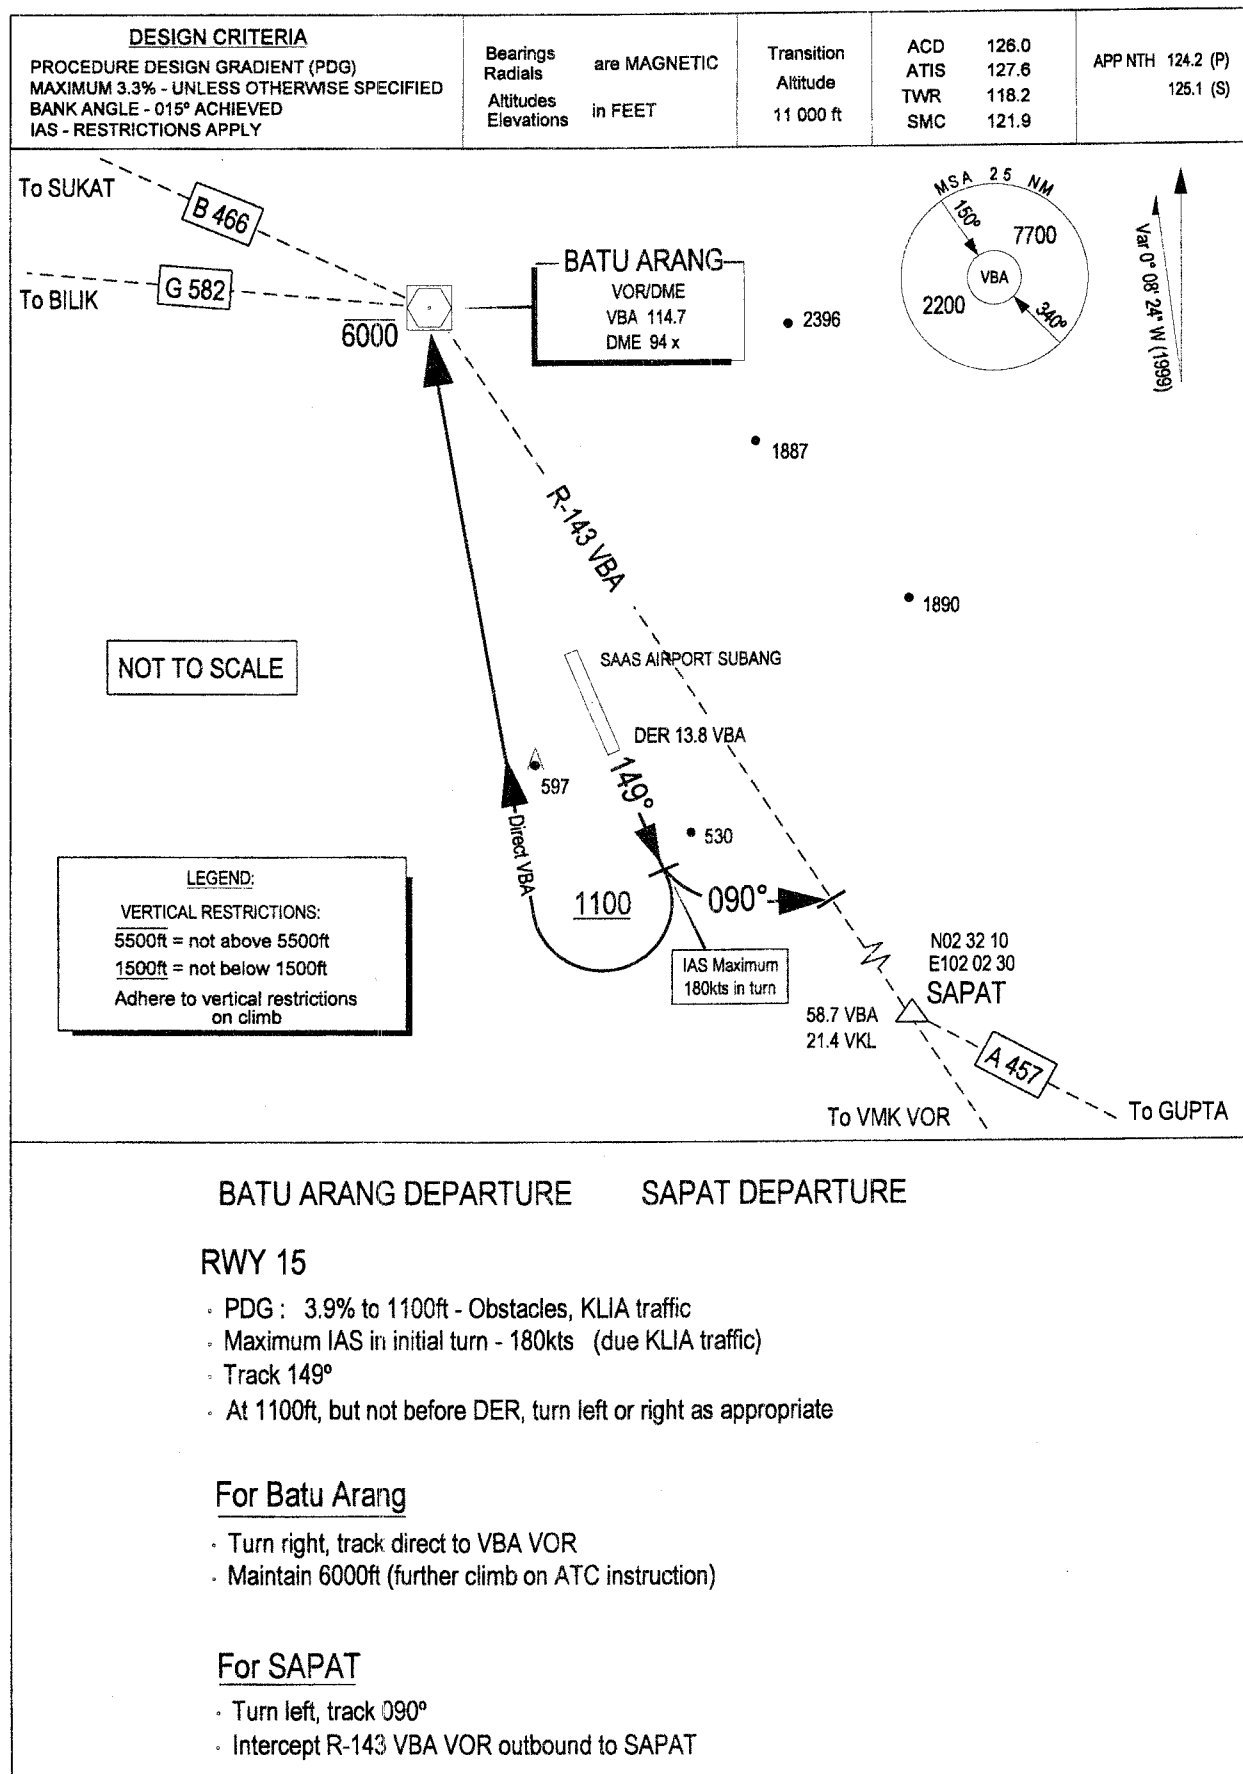 DESIGN CRITERIA
PROCEDURE DESIGN GRADIENT (PDG)
MAXIMUM 3.3% - UNLESS OTHERWISE SPECIFIED
BANK ANGLE - 015º ACHIEVED
IAS - RESTRICTIONS APPLY
Bearings
Radials
are MAGNETIC
Altitudes
Elevations
in FEET
Transition
Altitude
11 000 ft
ACD 126.0
ATIS 127.6
TWR 118.2
SMC 121.9
APP NTH 124.2 (P)
125.1 (S)
To SUKAT
B 466
To BILIK
G 582
6000
BATU ARANG
VOR/DME
VBA 114.7
DME 94 x
2396
MSA 25 NM
150º
7700
VBA
2200
340º
Var 0° 08' 24" W (1999)
1887
R-143 VBA
1890
NOT TO SCALE
SAAS AIRPORT SUBANG
DER 13.8 VBA
597
149°
530
Direct VBA
1100
090°
IAS Maximum
180kts in turn
LEGEND:
VERTICAL RESTRICTIONS:
5500ft = not above 5500ft
1500ft = not below 1500ft
Adhere to vertical restrictions
on climb
N02 32 10
E102 02 30
SAPAT
58.7 VBA
21.4 VKL
A 457
To VMK VOR
To GUPTA
BATU ARANG DEPARTURE SAPAT DEPARTURE
RWY 15
◦ PDG : 3.9% to 1100ft - Obstacles, KLIA traffic
◦ Maximum IAS in initial turn - 180kts (due KLIA traffic)
◦ Track 149º
◦ At 1100ft, but not before DER, turn left or right as appropriate
For Batu Arang
◦ Turn right, track direct to VBA VOR
◦ Maintain 6000ft (further climb on ATC instruction)
For SAPAT
◦ Turn left, track 090º
◦ Intercept R-143 VBA VOR outbound to SAPAT